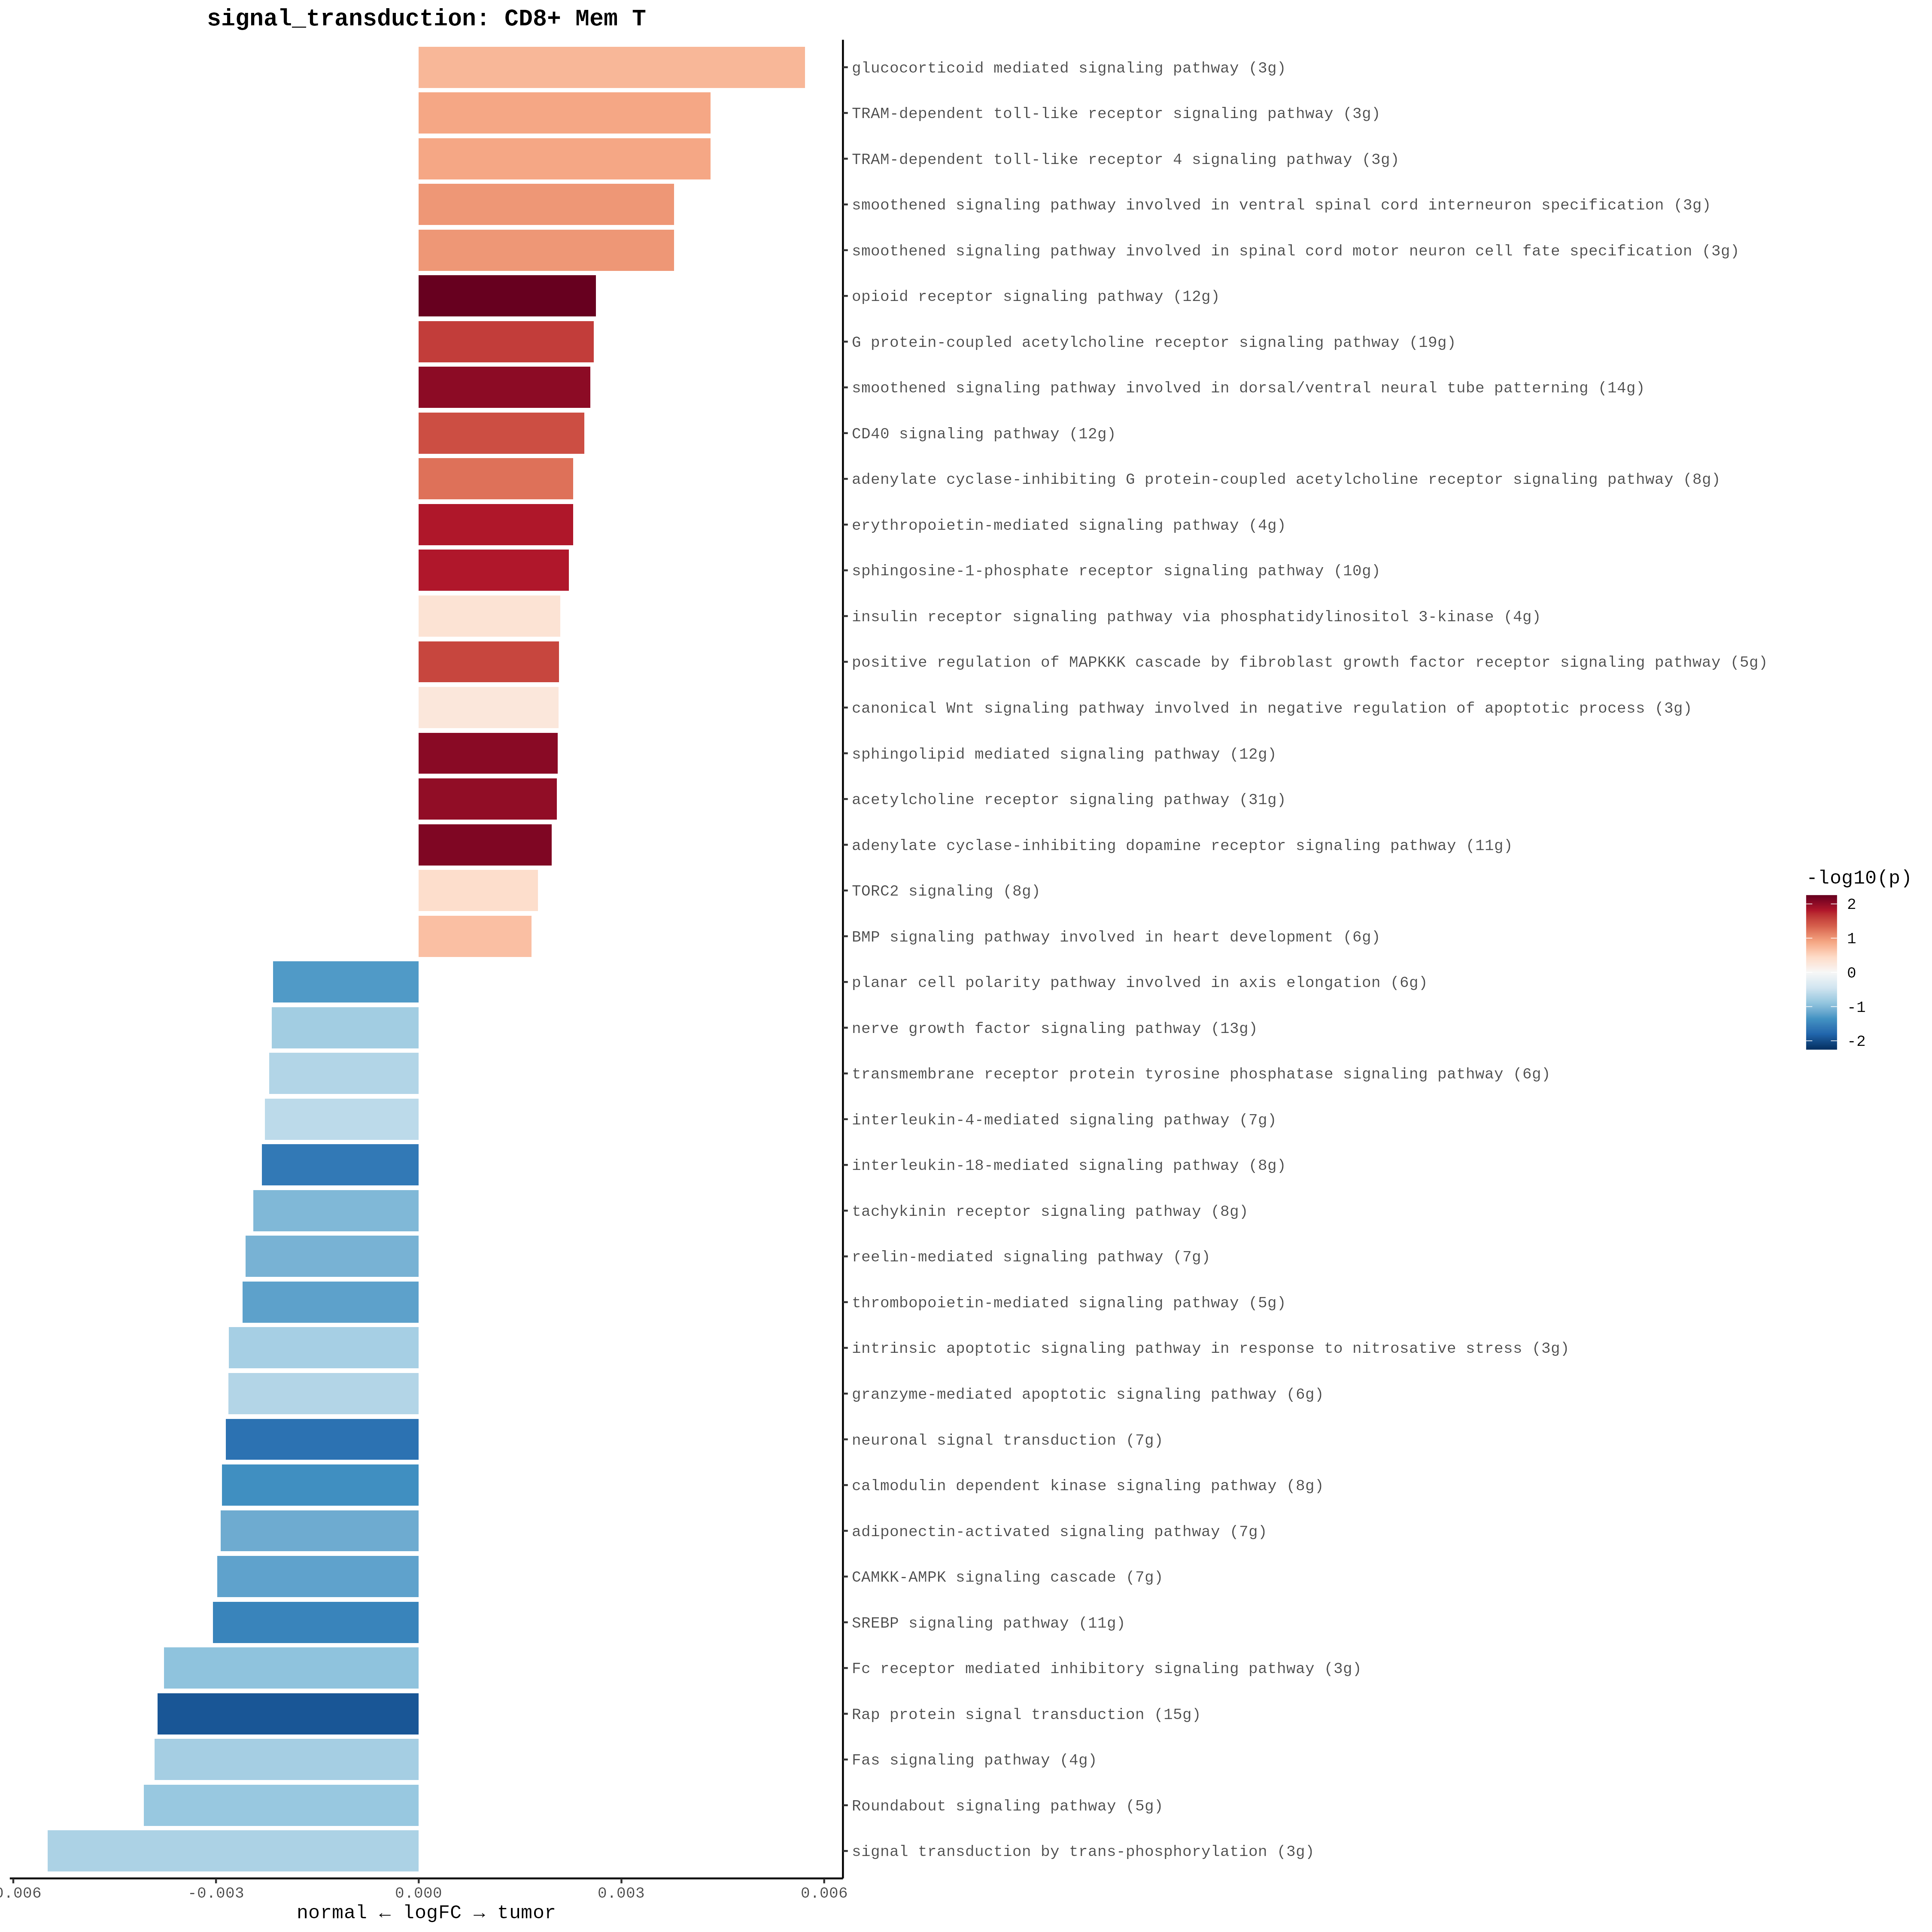 signal_transduction: CD8+ Mem T
glucocorticoid mediated signaling pathway (3g)
TRAM-dependent toll-like receptor signaling pathway (3g)
TRAM-dependent toll-like receptor 4 signaling pathway (3g)
smoothened signaling pathway involved in ventral spinal cord interneuron specification (3g)
smoothened signaling pathway involved in spinal cord motor neuron cell fate specification (3g)
opioid receptor signaling pathway (12g)
G protein-coupled acetylcholine receptor signaling pathway (19g)
smoothened signaling pathway involved in dorsal/ventral neural tube patterning (14g)
CD40 signaling pathway (12g)
adenylate cyclase-inhibiting G protein-coupled acetylcholine receptor signaling pathway (8g)
erythropoietin-mediated signaling pathway (4g)
sphingosine-1-phosphate receptor signaling pathway (10g)
insulin receptor signaling pathway via phosphatidylinositol 3-kinase (4g)
positive regulation of MAPKKK cascade by fibroblast growth factor receptor signaling pathway (5g)
canonical Wnt signaling pathway involved in negative regulation of apoptotic process (3g)
sphingolipid mediated signaling pathway (12g)
acetylcholine receptor signaling pathway (31g)
adenylate cyclase-inhibiting dopamine receptor signaling pathway (11g)
TORC2 signaling (8g)
BMP signaling pathway involved in heart development (6g)
planar cell polarity pathway involved in axis elongation (6g)
nerve growth factor signaling pathway (13g)
transmembrane receptor protein tyrosine phosphatase signaling pathway (6g)
interleukin-4-mediated signaling pathway (7g)
interleukin-18-mediated signaling pathway (8g)
tachykinin receptor signaling pathway (8g)
reelin-mediated signaling pathway (7g)
thrombopoietin-mediated signaling pathway (5g)
intrinsic apoptotic signaling pathway in response to nitrosative stress (3g)
granzyme-mediated apoptotic signaling pathway (6g)
neuronal signal transduction (7g)
calmodulin dependent kinase signaling pathway (8g)
adiponectin-activated signaling pathway (7g)
CAMKK-AMPK signaling cascade (7g)
SREBP signaling pathway (11g)
Fc receptor mediated inhibitory signaling pathway (3g)
Rap protein signal transduction (15g)
Fas signaling pathway (4g)
Roundabout signaling pathway (5g)
signal transduction by trans-phosphorylation (3g)
0.006 -0.003 0.000 0.003 0.006
normal ← logFC → tumor
-log10(p)
2
1
0
-1
-2